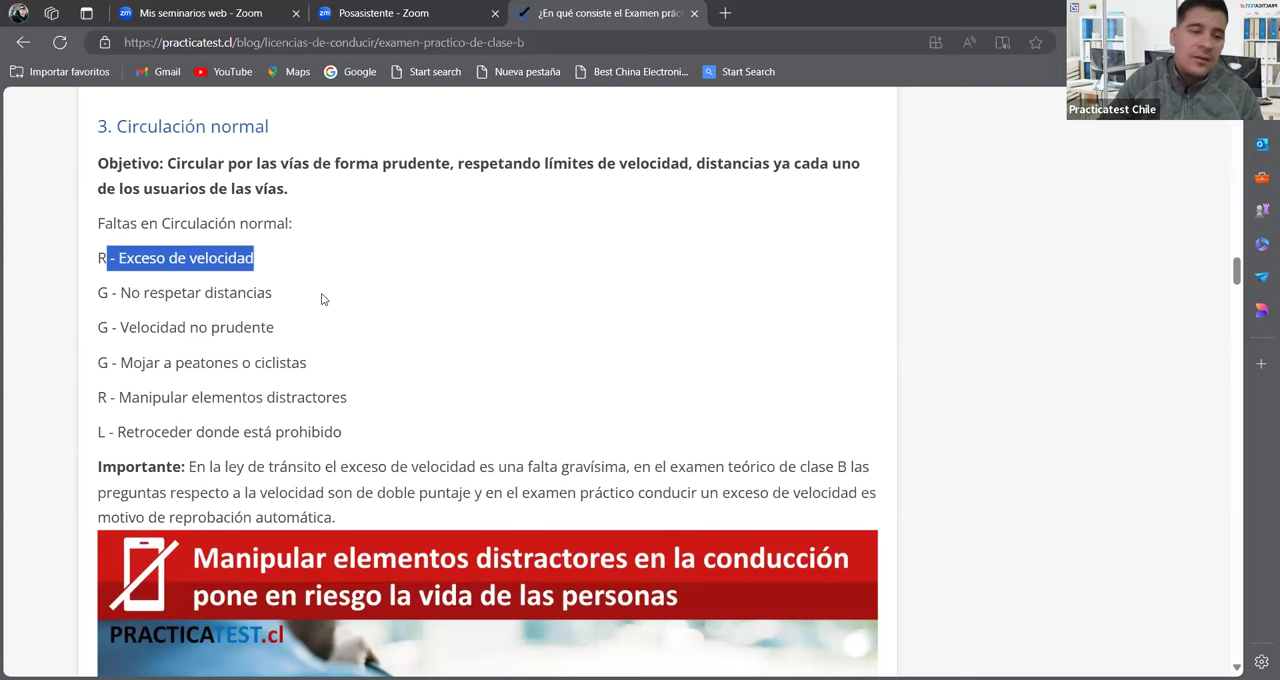 Mis seminarios web - Zoom
Posasistente - Zoom
¿En qué consiste el Examen prác
https://practicatest.cl/blog/licencias-de-conducir/examen-practico-de-clase-b
Importar favoritos
Gmail
YouTube
Maps
Google
Start search
Nueva pestaña
Best China Electroni...
Start Search
Practicatest Chile
3. Circulación normal
Objetivo: Circular por las vías de forma prudente, respetando límites de velocidad, distancias ya cada uno
de los usuarios de las vías.
Faltas en Circulación normal:
R - Exceso de velocidad
G - No respetar distancias
G - Velocidad no prudente
G - Mojar a peatones o ciclistas
R - Manipular elementos distractores
L - Retroceder donde está prohibido
Importante: En la ley de tránsito el exceso de velocidad es una falta gravísima, en el examen teórico de clase B las
preguntas respecto a la velocidad son de doble puntaje y en el examen práctico conducir un exceso de velocidad es
motivo de reprobación automática.
Manipular elementos distractores en la conducción
pone en riesgo la vida de las personas
PRACTICATEST.cl